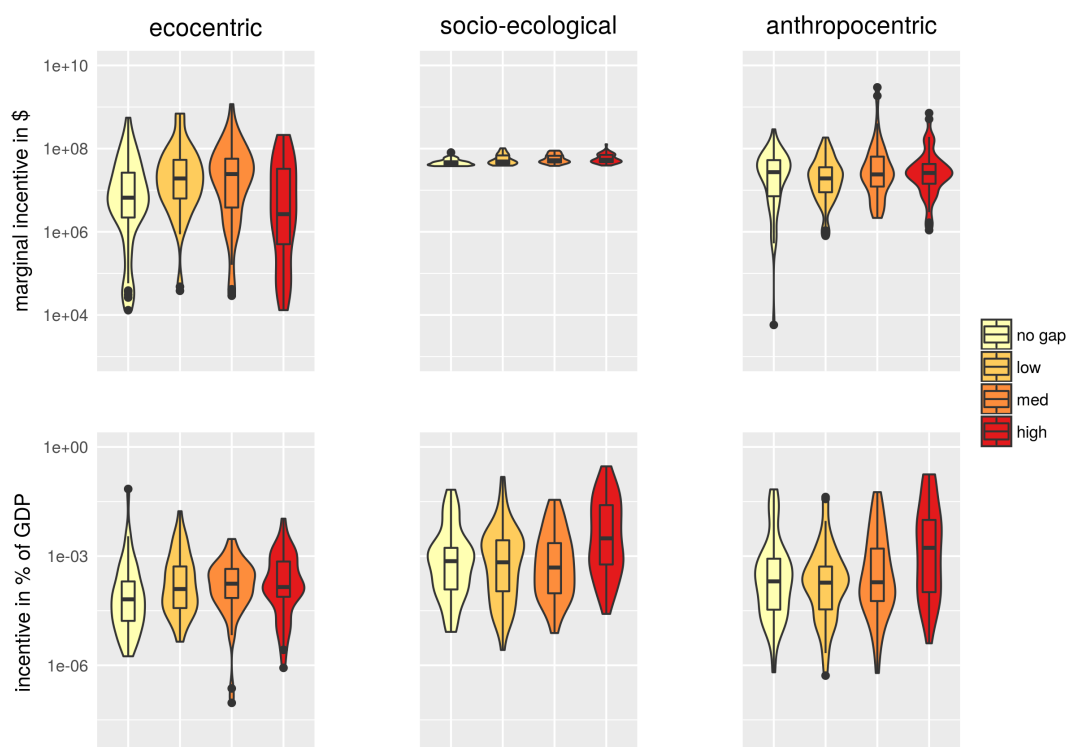 ecocentric
socio-ecological
anthropocentric
marginal incentive in $
1e+10
1e+08
1e+06
1e+04
no gap
low
med
high
incentive in % of GDP
1e+00
1e-03
1e-06